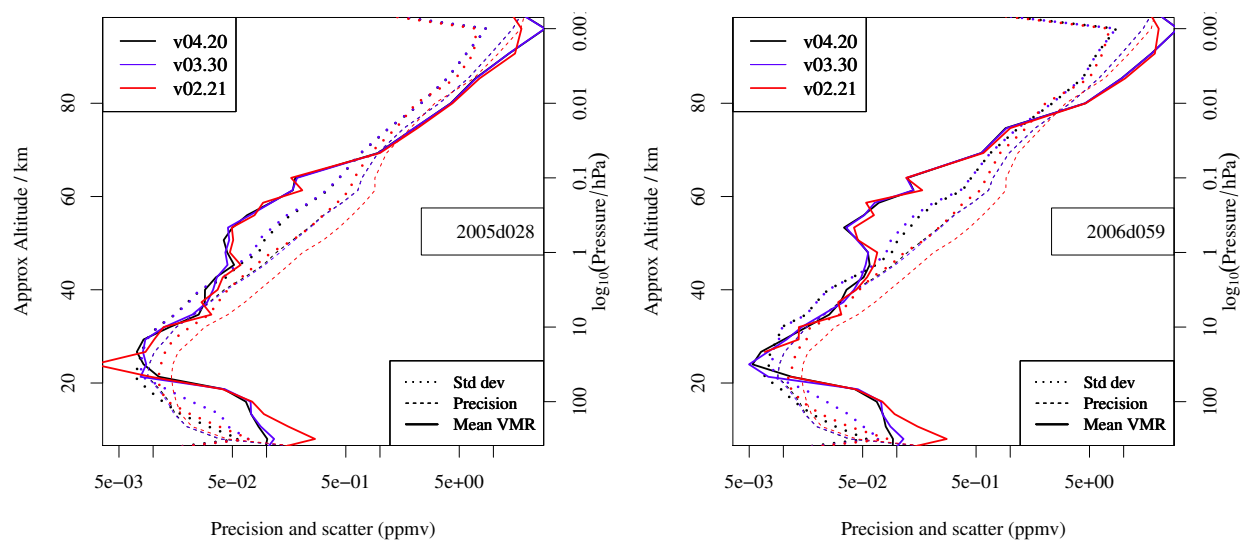 v04.20
v03.30
v02.21
2005d028
Std dev
Precision
Mean VMR
20
40
60
80
Approx Altitude / km
0.01
0.1
1
10
100
log₁₀(Pressure/hPa)
5e−03
5e−02
5e−01
5e+00
Precision and scatter (ppmv)
v04.20
v03.30
v02.21
2006d059
Std dev
Precision
Mean VMR
20
40
60
80
Approx Altitude / km
0.01
0.1
1
10
100
log₁₀(Pressure/hPa)
5e−03
5e−02
5e−01
5e+00
Precision and scatter (ppmv)